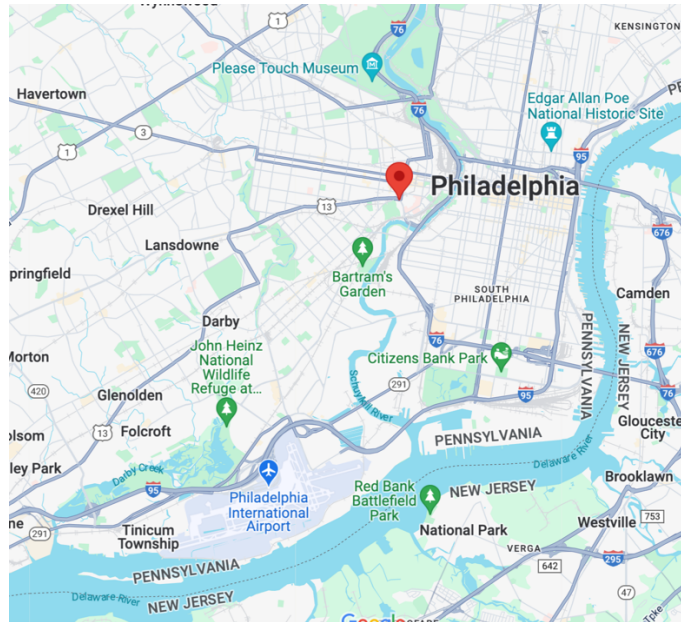 Wynnewood
1
76
KENSINGTON
Please Touch Museum
Havertown
76
Edgar Allan Poe
National Historic Site
3
1
95
Philadelphia
13
Drexel Hill
676
Lansdowne
Bartram's
Garden
pringfield
SOUTH
PHILADELPHIA
Camden
Darby
PENNSYLVANIA
NEW JERSEY
76
John Heinz
National
Wildlife
Refuge at...
Morton
Citizens Bank Park
676
420
291
95
Glenolden
Schuylkill River
13
Folcroft
Glouceste
City
olsom
PENNSYLVANIA
Delaware River
ley Park
Darby Creek
Brooklawn
95
Philadelphia
International
Airport
Red Bank
Battlefield
Park
NEW JERSEY
291
Tinicum
Township
National Park
Westville
753
VERGA
295
642
PENNSYLVANIA
47
Delaware River
NEW JERSEY
Google
Tpke